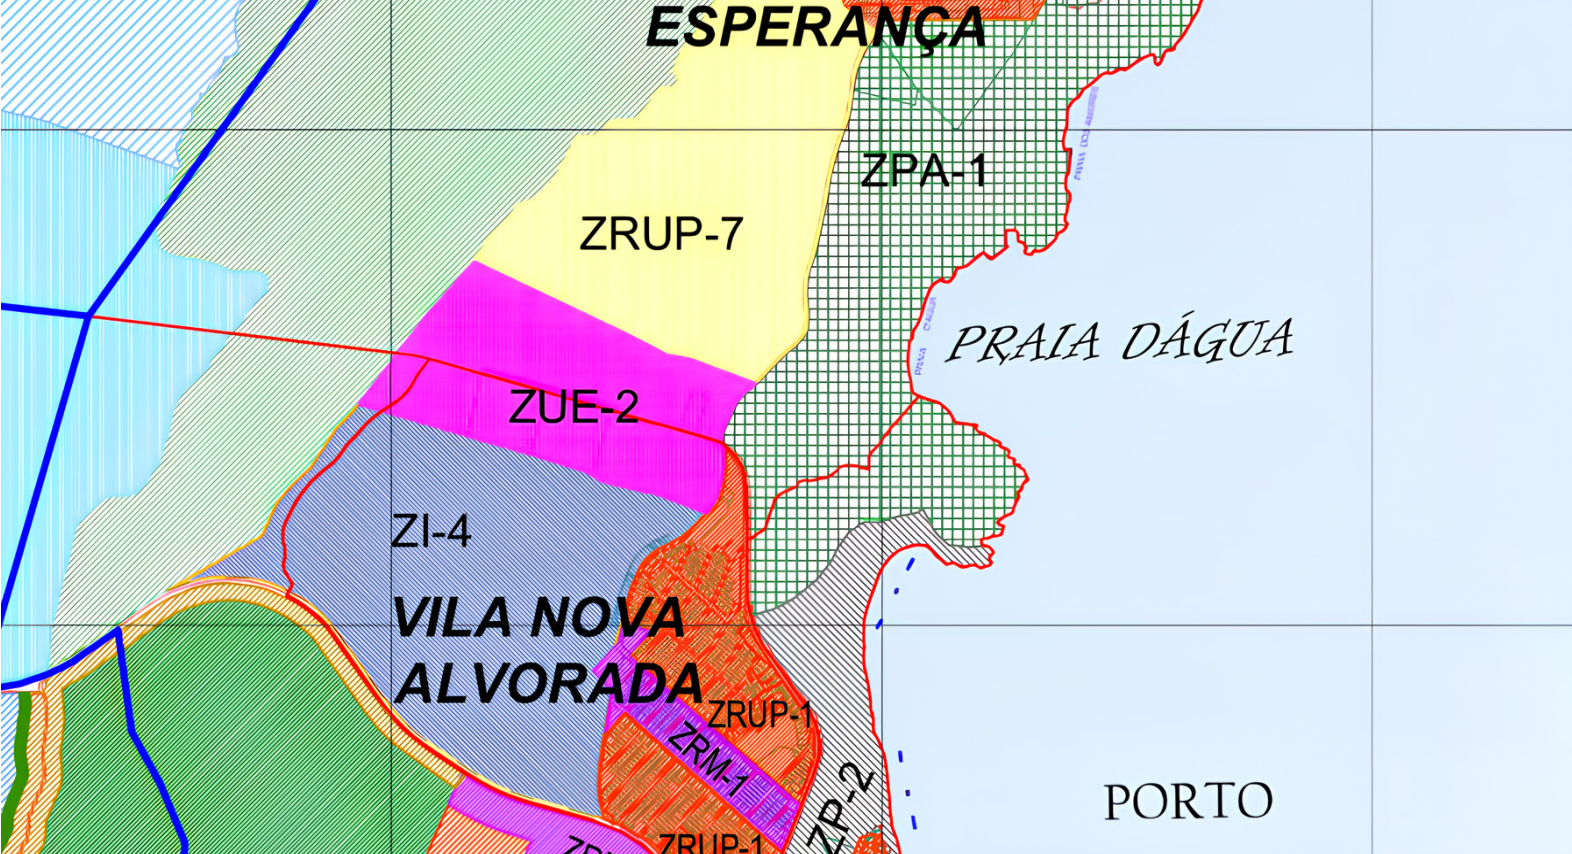 ESPERANÇA
ZPA-1
ZRUP-7
PRAIA DÁGUA
ZUE-2
ZI-4
VILA NOVA
ALVORADA
ZRUP-1
ZRM-1
ZP-2
PORTO
ZRUP-1